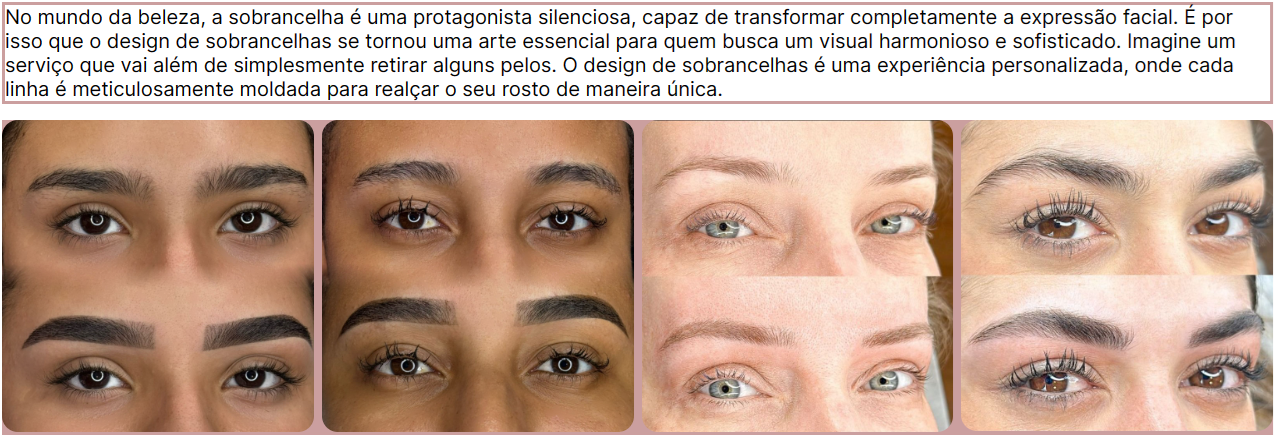 No mundo da beleza, a sobrancelha é uma protagonista silenciosa, capaz de transformar completamente a expressão facial. É por
isso que o design de sobrancelhas se tornou uma arte essencial para quem busca um visual harmonioso e sofisticado. Imagine um
serviço que vai além de simplesmente retirar alguns pelos. O design de sobrancelhas é uma experiência personalizada, onde cada
linha é meticulosamente moldada para realçar o seu rosto de maneira única.